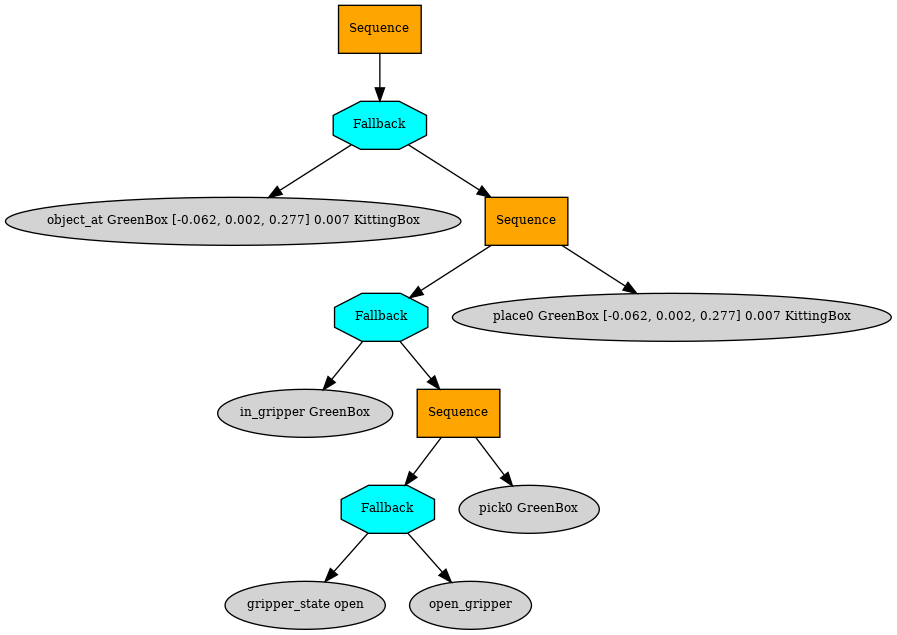 Sequence
Fallback
object_at GreenBox [-0.062, 0.002, 0.277] 0.007 KittingBox
Sequence
Fallback
place0 GreenBox [-0.062, 0.002, 0.277] 0.007 KittingBox
in_gripper GreenBox
Sequence
Fallback
pick0 GreenBox
gripper_state open
open_gripper